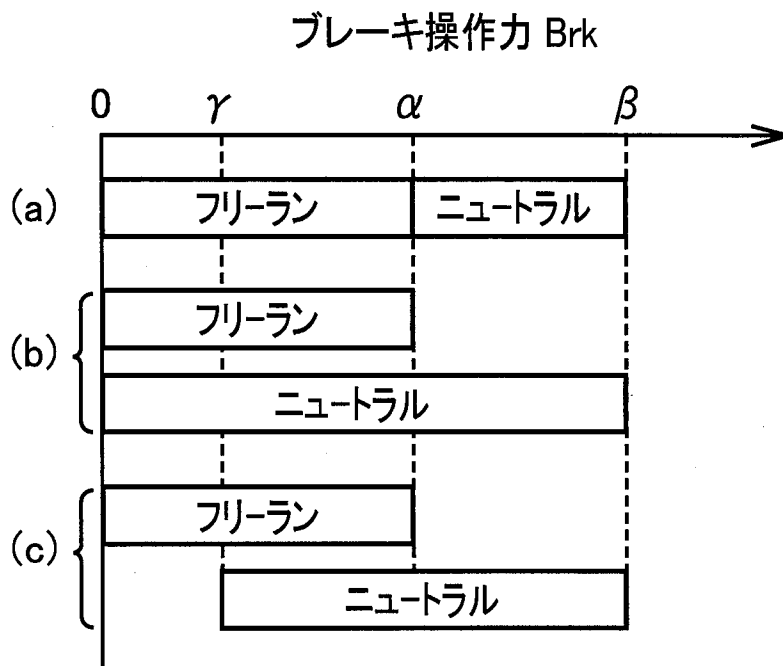 ブレーキ操作力 Brk
0 γ α β
(a) フリーラン ニュートラル
(b) フリーラン
ニュートラル
(c) フリーラン
ニュートラル